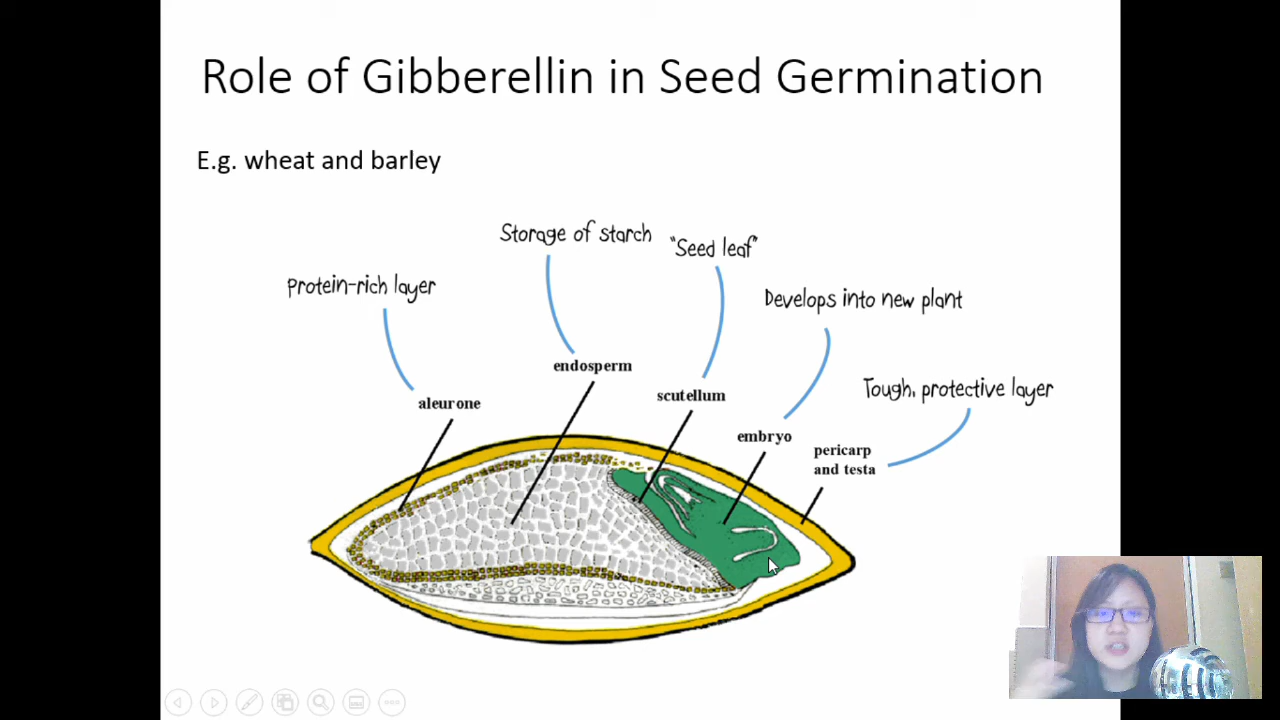 Role of Gibberellin in Seed Germination
E.g. wheat and barley
Storage of starch
"Seed leaf"
Protein-rich layer
Develops into new plant
endosperm
scutellum
Tough, protective layer
aleurone
embryo
pericarp
and testa